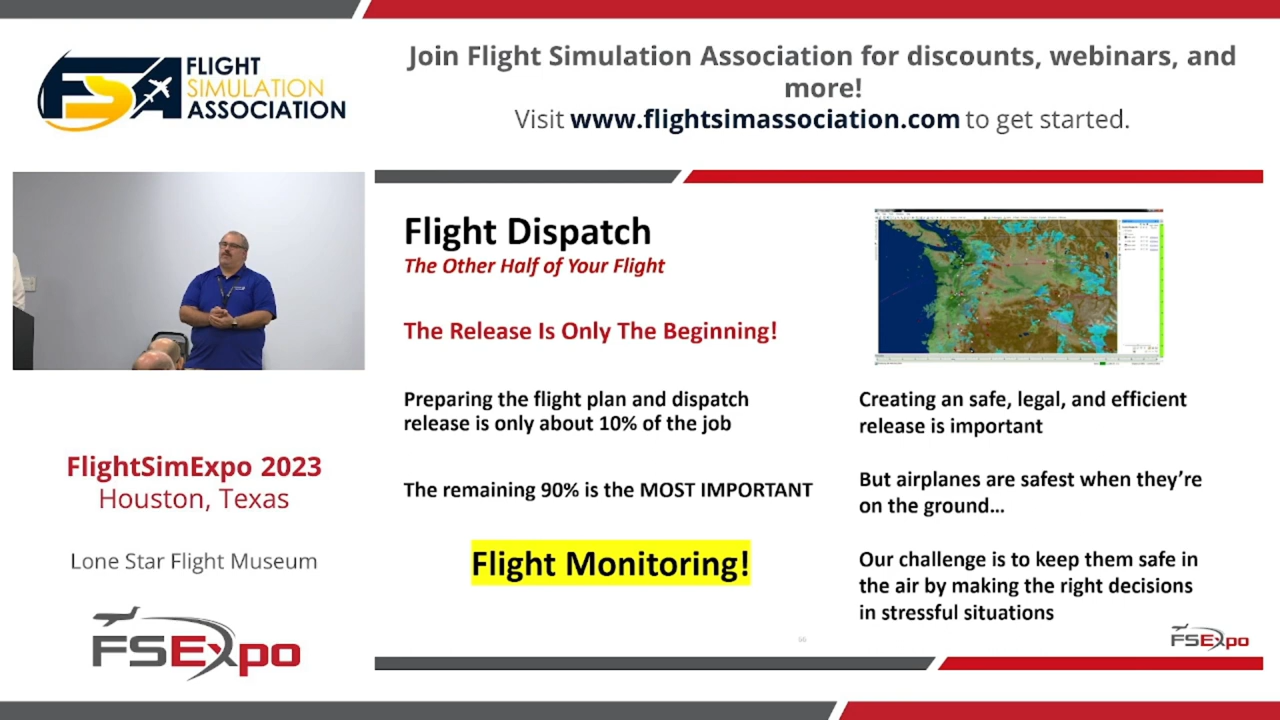 FLIGHT
SIMULATION
ASSOCIATION
FSA
Join Flight Simulation Association for discounts, webinars, and
more!
Visit www.flightsimassociation.com to get started.
Flight Dispatch
The Other Half of Your Flight
The Release Is Only The Beginning!
Preparing the flight plan and dispatch
release is only about 10% of the job
The remaining 90% is the MOST IMPORTANT
Flight Monitoring!
Creating an safe, legal, and efficient
release is important
But airplanes are safest when they’re
on the ground…
Our challenge is to keep them safe in
the air by making the right decisions
in stressful situations
FSExpo
FlightSimExpo 2023
Houston, Texas
Lone Star Flight Museum
FSExpo